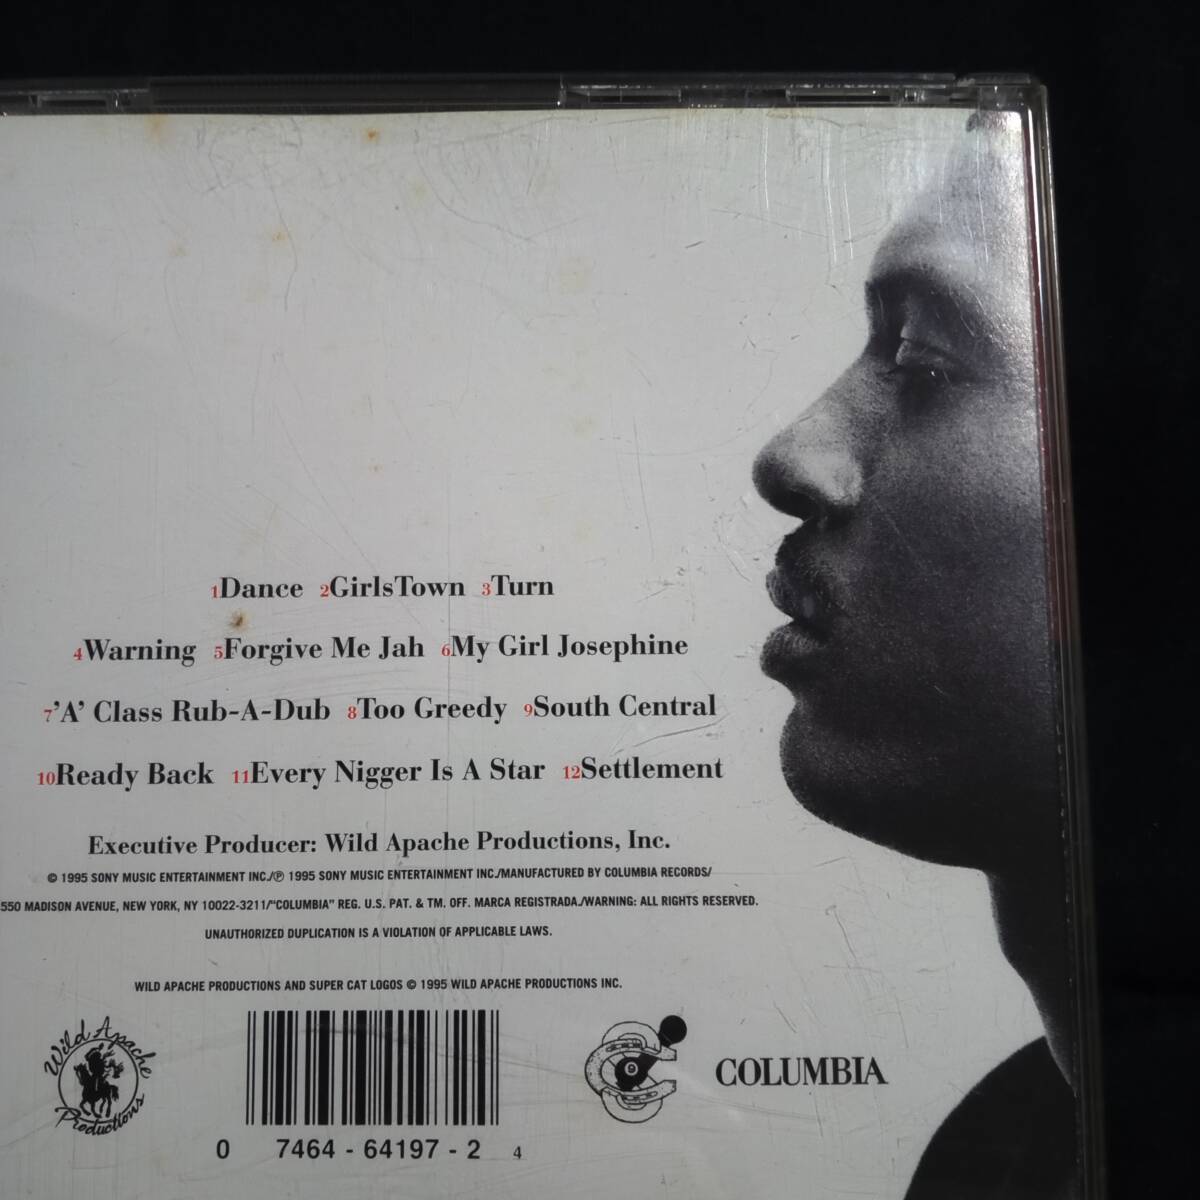 1Dance 2GirlsTown 3Turn
4Warning 5Forgive Me Jah 6My Girl Josephine
7'A' Class Rub-A-Dub 8Too Greedy 9South Central
10Ready Back 11Every Nigger Is A Star 12Settlement
Executive Producer: Wild Apache Productions, Inc.
© 1995 SONY MUSIC ENTERTAINMENT INC./℗ 1995 SONY MUSIC ENTERTAINMENT INC./MANUFACTURED BY COLUMBIA RECORDS/
550 MADISON AVENUE, NEW YORK, NY 10022-3211/"COLUMBIA" REG. U.S. PAT. & TM. OFF. MARCA REGISTRADA./WARNING: ALL RIGHTS RESERVED.
UNAUTHORIZED DUPLICATION IS A VIOLATION OF APPLICABLE LAWS.
WILD APACHE PRODUCTIONS AND SUPER CAT LOGOS © 1995 WILD APACHE PRODUCTIONS INC.
Wild Apache
Productions
0 7464 - 64197 - 2 4
COLUMBIA